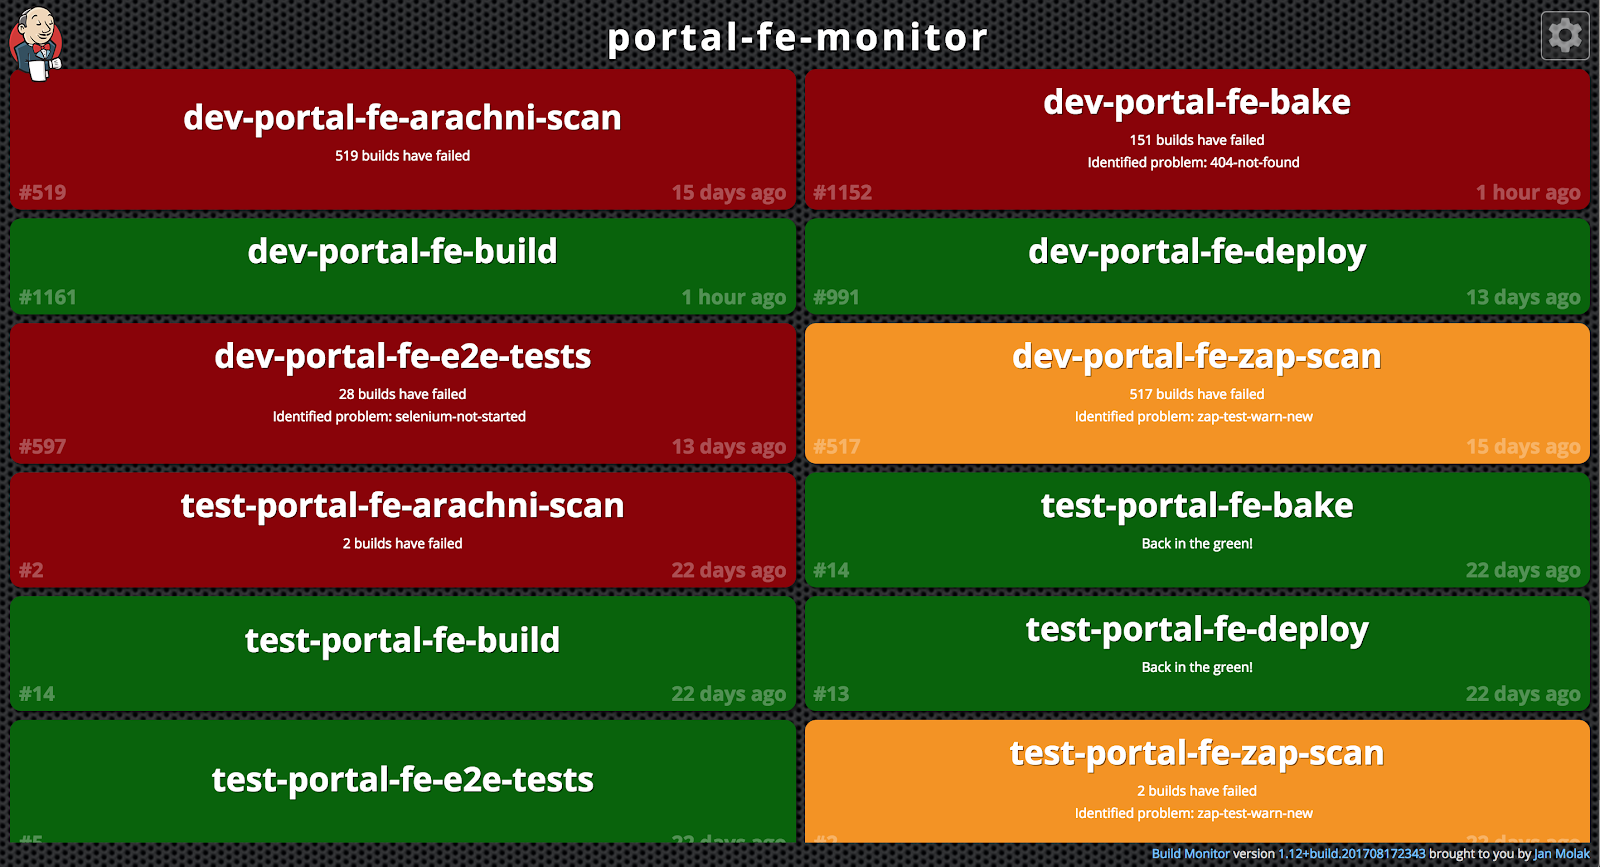 portal-fe-monitor
dev-portal-fe-arachni-scan
519 builds have failed
#519
15 days ago
dev-portal-fe-bake
151 builds have failed
Identified problem: 404-not-found
#1152
1 hour ago
dev-portal-fe-build
#1161
1 hour ago
dev-portal-fe-deploy
#991
13 days ago
dev-portal-fe-e2e-tests
28 builds have failed
Identified problem: selenium-not-started
#597
13 days ago
dev-portal-fe-zap-scan
517 builds have failed
Identified problem: zap-test-warn-new
#517
15 days ago
test-portal-fe-arachni-scan
2 builds have failed
#2
22 days ago
test-portal-fe-bake
Back in the green!
#14
22 days ago
test-portal-fe-build
#14
22 days ago
test-portal-fe-deploy
Back in the green!
#13
22 days ago
test-portal-fe-e2e-tests
#5
22 days ago
test-portal-fe-zap-scan
2 builds have failed
Identified problem: zap-test-warn-new
#2
22 days ago
Build Monitor version 1.12+build.201708172343 brought to you by Jan Molak